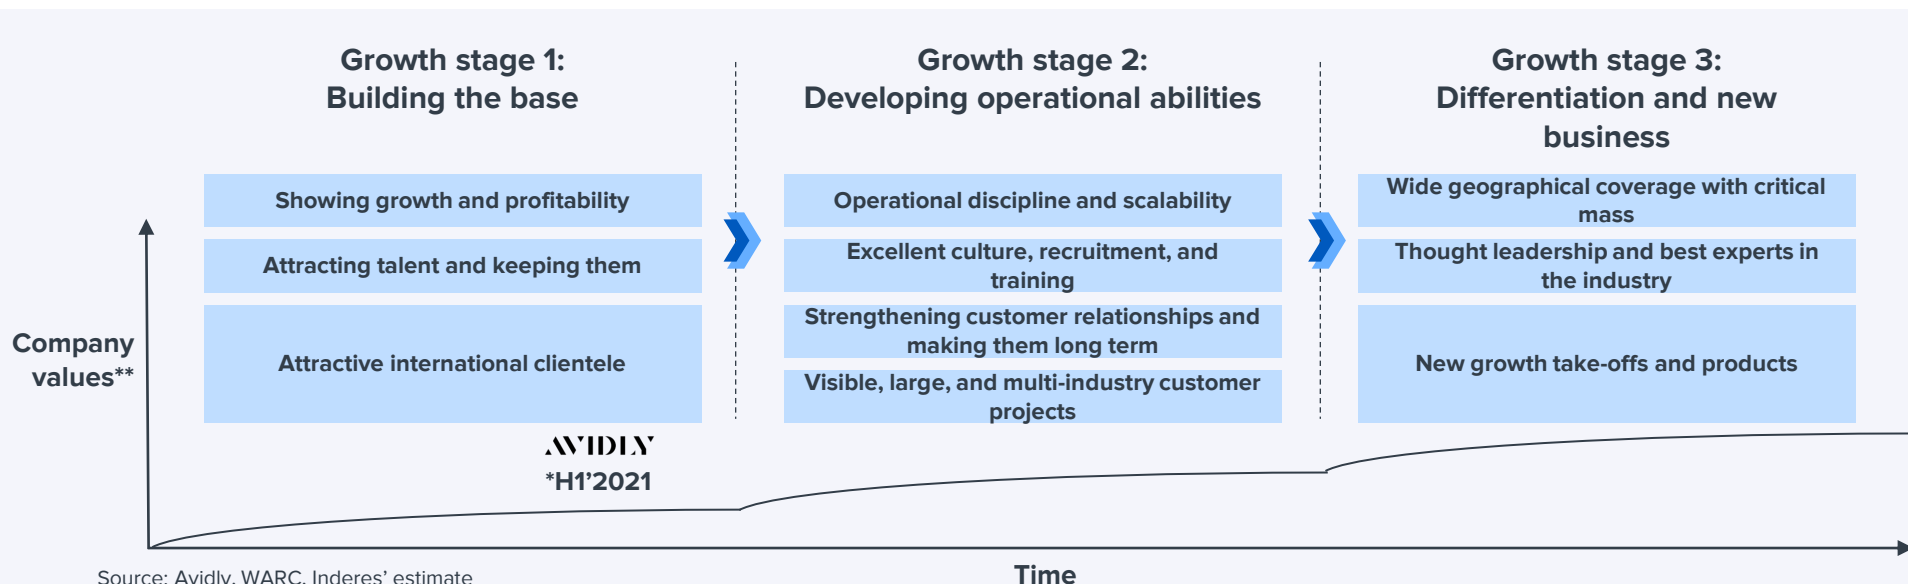 Growth stage 1:
Building the base
Growth stage 2:
Developing operational abilities
Growth stage 3:
Differentiation and new
business
Showing growth and profitability
Attracting talent and keeping them
Attractive international clientele
Operational discipline and scalability
Excellent culture, recruitment, and
training
Strengthening customer relationships and
making them long term
Visible, large, and multi-industry customer
projects
Wide geographical coverage with critical
mass
Thought leadership and best experts in
the industry
New growth take-offs and products
Company
values**
AVIDLY
*H1’2021
Time
Source: Avidly, WARC, Inderes’ estimate